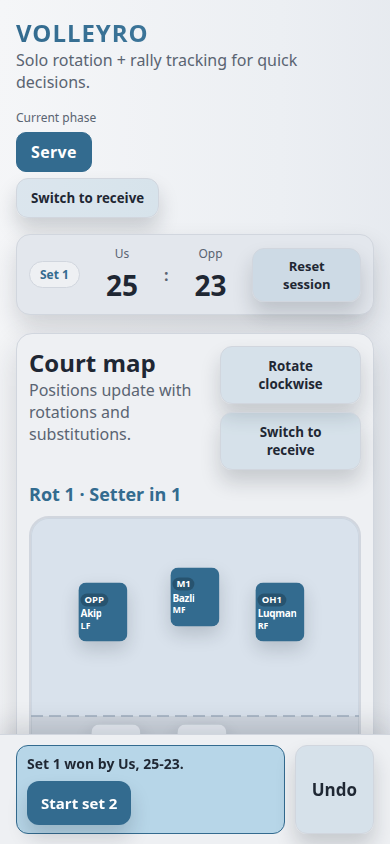 VOLLEYRO
Solo rotation + rally tracking for quick
decisions.
Current phase
Serve
Switch to receive
Set 1
Us
25
:
Opp
23
Reset
session
Court map
Positions update with
rotations and
substitutions.
Rotate
clockwise
Switch to
receive
Rot 1 · Setter in 1
OPP
Akip
LF
M1
Bazli
MF
OH1
Luqman
RF
Set 1 won by Us, 25-23.
Start set 2
Undo